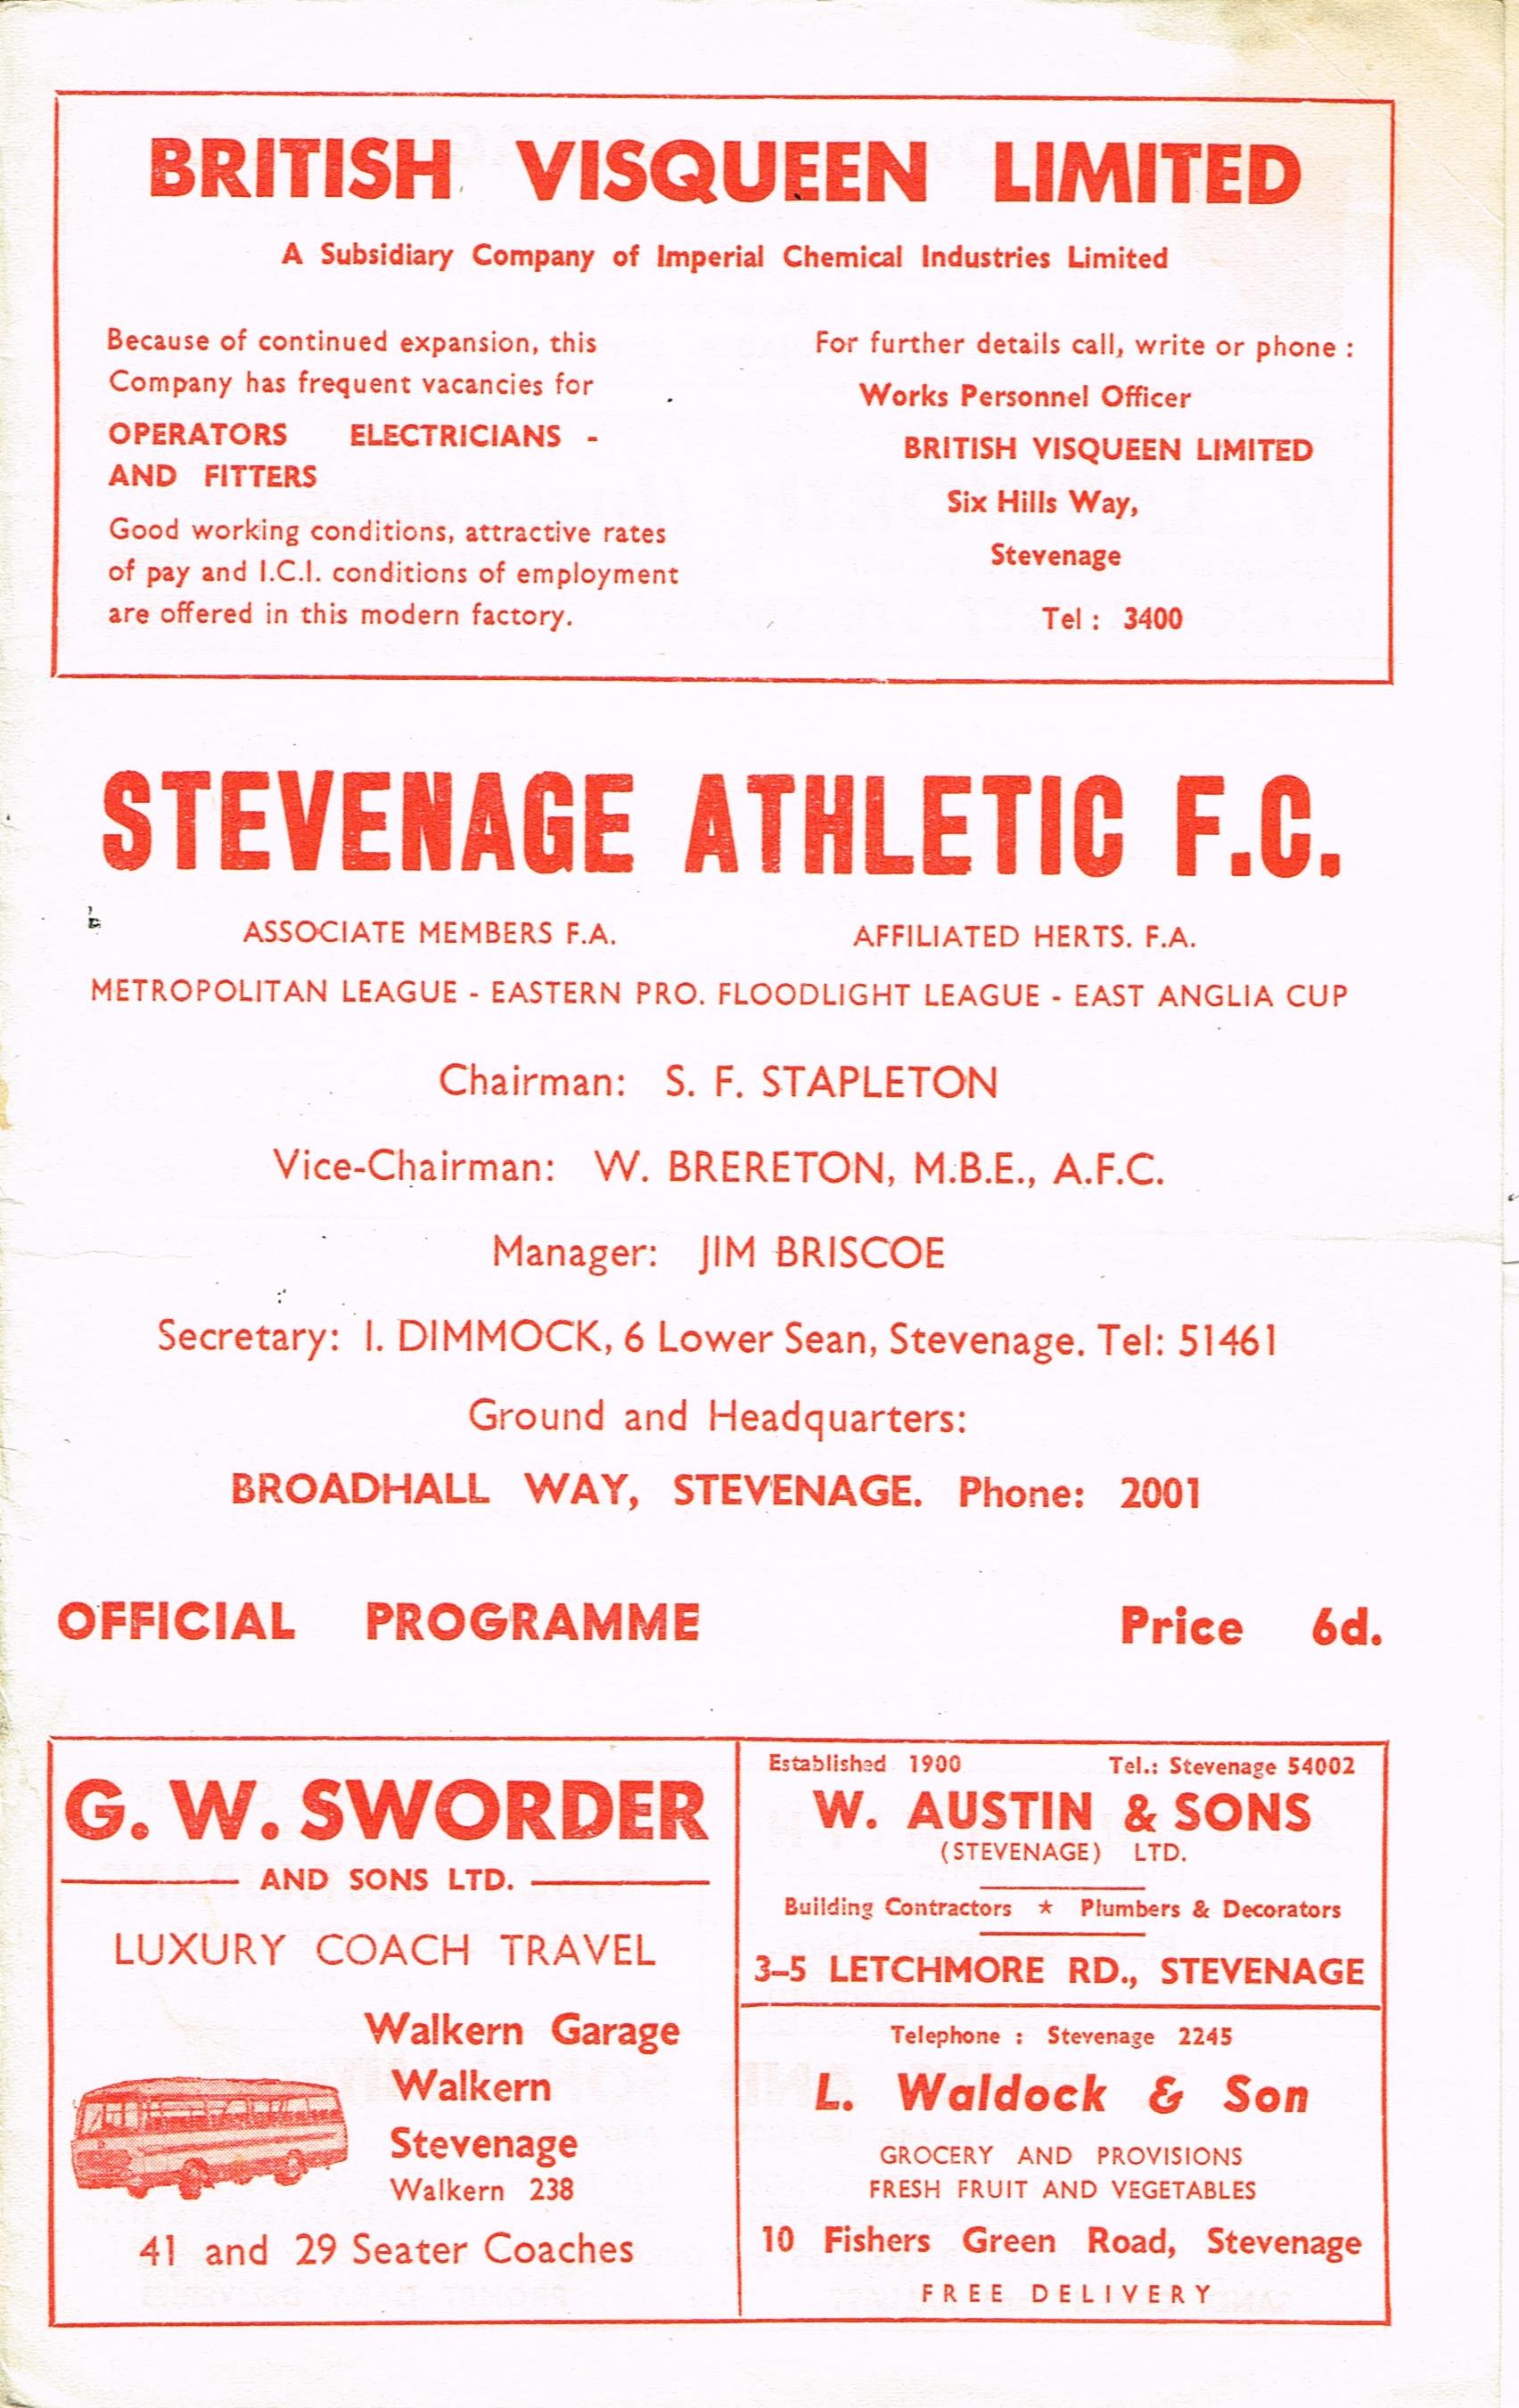 BRITISH VISQUEEN LIMITED
A Subsidiary Company of Imperial Chemical Industries Limited
Because of continued expansion, this
Company has frequent vacancies for
OPERATORS ELECTRICIANS -
AND FITTERS
Good working conditions, attractive rates
of pay and I.C.I. conditions of employment
are offered in this modern factory.
For further details call, write or phone :
Works Personnel Officer
BRITISH VISQUEEN LIMITED
Six Hills Way,
Stevenage
Tel : 3400
STEVENAGE ATHLETIC F.C.
ASSOCIATE MEMBERS F.A. AFFILIATED HERTS. F.A.
METROPOLITAN LEAGUE - EASTERN PRO. FLOODLIGHT LEAGUE - EAST ANGLIA CUP
Chairman: S. F. STAPLETON
Vice-Chairman: W. BRERETON, M.B.E., A.F.C.
Manager: JIM BRISCOE
Secretary: I. DIMMOCK, 6 Lower Sean, Stevenage. Tel: 51461
Ground and Headquarters:
BROADHALL WAY, STEVENAGE. Phone: 2001
OFFICIAL PROGRAMME Price 6d.
G. W. SWORDER
AND SONS LTD.
LUXURY COACH TRAVEL
Walkern Garage
Walkern
Stevenage
Walkern 238
41 and 29 Seater Coaches
Established 1900 Tel.: Stevenage 54002
W. AUSTIN & SONS
(STEVENAGE) LTD.
Building Contractors ★ Plumbers & Decorators
3–5 LETCHMORE RD., STEVENAGE
Telephone : Stevenage 2245
L. Waldock & Son
GROCERY AND PROVISIONS
FRESH FRUIT AND VEGETABLES
10 Fishers Green Road, Stevenage
FREE DELIVERY